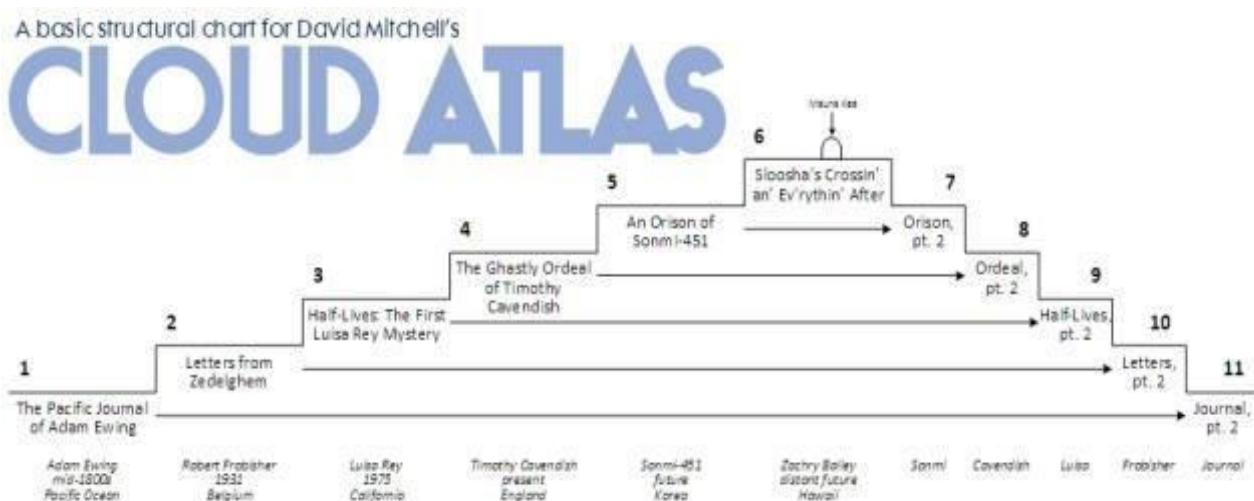 A basic structural chart for David Mitchell's
CLOUD ATLAS
Mauna Kea
6
Sloosha's Crossin'
an' Ev'rythin' After
5
An Orison of
Sonmi-451
7
Orison,
pt. 2
4
The Ghastly Ordeal
of Timothy
Cavendish
8
Ordeal,
pt. 2
3
Half-Lives: The First
Luisa Rey Mystery
9
Half-Lives,
pt. 2
2
Letters from
Zedelghem
10
Letters,
pt. 2
1
The Pacific Journal
of Adam Ewing
11
Journal,
pt. 2
Adam Ewing
mid-1800s
Pacific Ocean
Robert Frobisher
1931
Belgium
Luisa Rey
1975
California
Timothy Cavendish
present
England
Sonmi-451
future
Korea
Zachry Bailey
distant future
Hawaii
Sonmi
Cavendish
Luisa
Frobisher
Journal